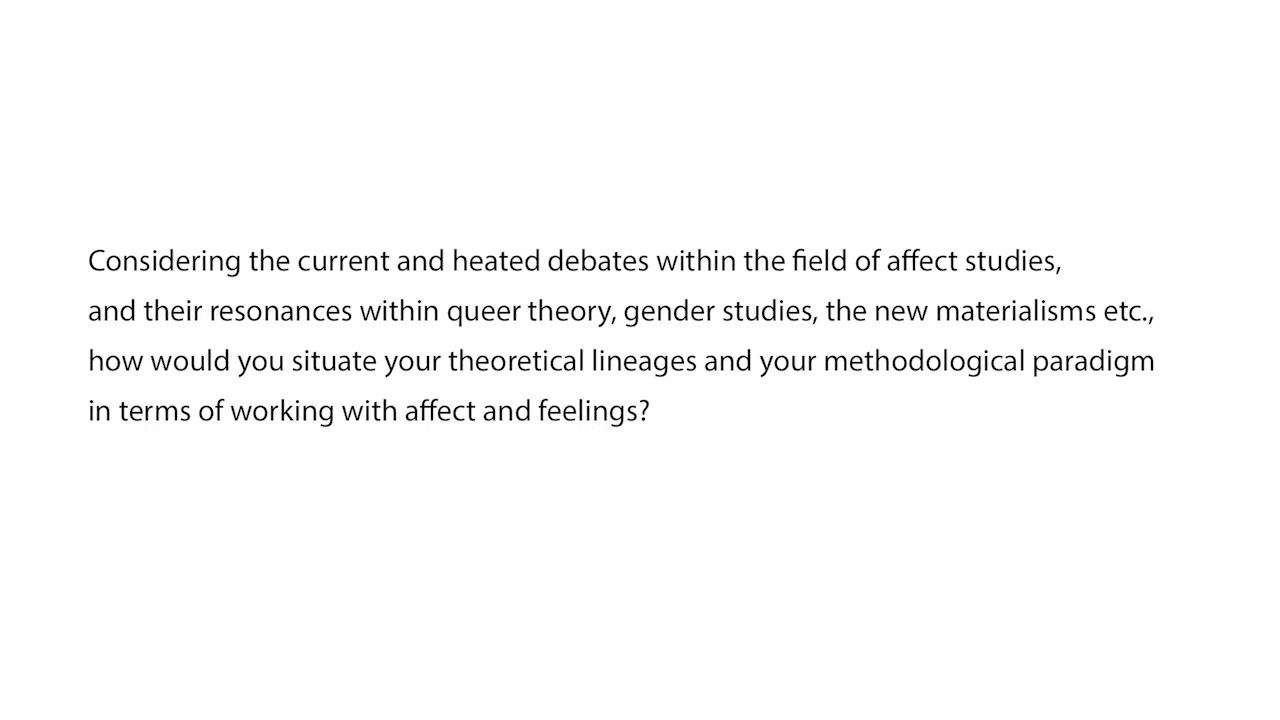 Considering the current and heated debates within the field of affect studies,
and their resonances within queer theory, gender studies, the new materialisms etc.,
how would you situate your theoretical lineages and your methodological paradigm
in terms of working with affect and feelings?